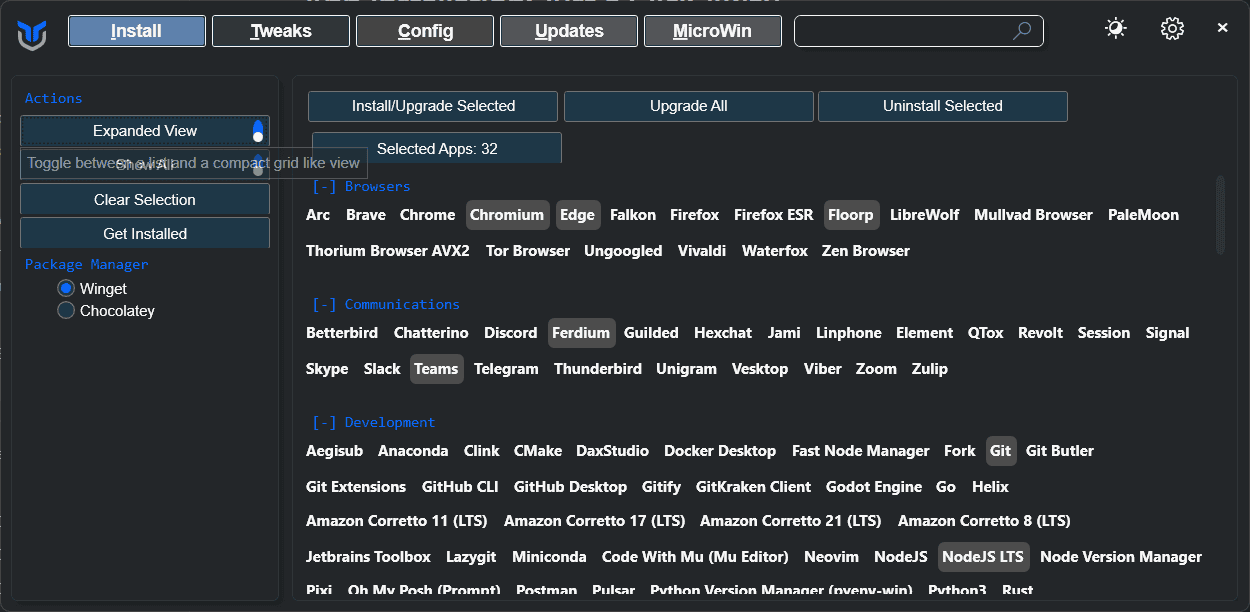 Install Tweaks Config Updates MicroWin
Actions
Expanded View
Show All
Toggle between a list and a compact grid like view
Clear Selection
Get Installed
Package Manager
Winget
Chocolatey
Install/Upgrade Selected Upgrade All Uninstall Selected
Selected Apps: 32
[-] Browsers
Arc Brave Chrome Chromium Edge Falkon Firefox Firefox ESR Floorp LibreWolf Mullvad Browser PaleMoon
Thorium Browser AVX2 Tor Browser Ungoogled Vivaldi Waterfox Zen Browser
[-] Communications
Betterbird Chatterino Discord Ferdium Guilded Hexchat Jami Linphone Element QTox Revolt Session Signal
Skype Slack Teams Telegram Thunderbird Unigram Vesktop Viber Zoom Zulip
[-] Development
Aegisub Anaconda Clink CMake DaxStudio Docker Desktop Fast Node Manager Fork Git Git Butler
Git Extensions GitHub CLI GitHub Desktop Gitify GitKraken Client Godot Engine Go Helix
Amazon Corretto 11 (LTS) Amazon Corretto 17 (LTS) Amazon Corretto 21 (LTS) Amazon Corretto 8 (LTS)
Jetbrains Toolbox Lazygit Miniconda Code With Mu (Mu Editor) Neovim NodeJS NodeJS LTS Node Version Manager
Pixi Oh My Posh (Prompt) Postman Pulsar Python Version Manager (pyenv-win) Python3 Rust